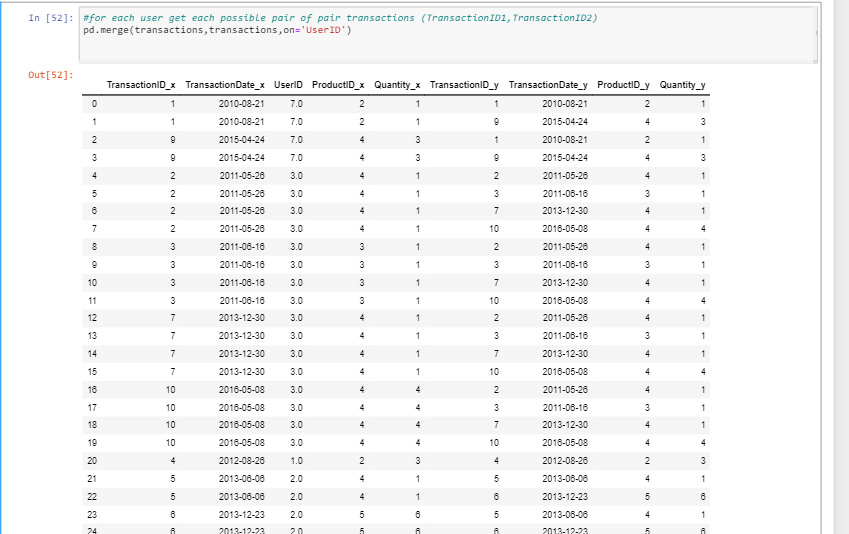 In [52]: #for each user get each possible pair of pair transactions (TransactionID1,TransactionID2)
pd.merge(transactions,transactions,on='UserID')
Out[52]:
TransactionID_x TransactionDate_x UserID ProductID_x Quantity_x TransactionID_y TransactionDate_y ProductID_y Quantity_y
0 1 2010-08-21 7.0 2 1 1 2010-08-21 2 1
1 1 2010-08-21 7.0 2 1 9 2015-04-24 4 3
2 9 2015-04-24 7.0 4 3 1 2010-08-21 2 1
3 9 2015-04-24 7.0 4 3 9 2015-04-24 4 3
4 2 2011-05-26 3.0 4 1 2 2011-05-26 4 1
5 2 2011-05-26 3.0 4 1 3 2011-06-16 3 1
6 2 2011-05-26 3.0 4 1 7 2013-12-30 4 1
7 2 2011-05-26 3.0 4 1 10 2016-05-08 4 4
8 3 2011-06-16 3.0 3 1 2 2011-05-26 4 1
9 3 2011-06-16 3.0 3 1 3 2011-06-16 3 1
10 3 2011-06-16 3.0 3 1 7 2013-12-30 4 1
11 3 2011-06-16 3.0 3 1 10 2016-05-08 4 4
12 7 2013-12-30 3.0 4 1 2 2011-05-26 4 1
13 7 2013-12-30 3.0 4 1 3 2011-06-16 3 1
14 7 2013-12-30 3.0 4 1 7 2013-12-30 4 1
15 7 2013-12-30 3.0 4 1 10 2016-05-08 4 4
16 10 2016-05-08 3.0 4 4 2 2011-05-26 4 1
17 10 2016-05-08 3.0 4 4 3 2011-06-16 3 1
18 10 2016-05-08 3.0 4 4 7 2013-12-30 4 1
19 10 2016-05-08 3.0 4 4 10 2016-05-08 4 4
20 4 2012-08-26 1.0 2 3 4 2012-08-26 2 3
21 5 2013-06-06 2.0 4 1 5 2013-06-06 4 1
22 5 2013-06-06 2.0 4 1 6 2013-12-23 5 6
23 6 2013-12-23 2.0 5 6 5 2013-06-06 4 1
24 6 2013-12-23 2.0 5 6 6 2013-12-23 5 6